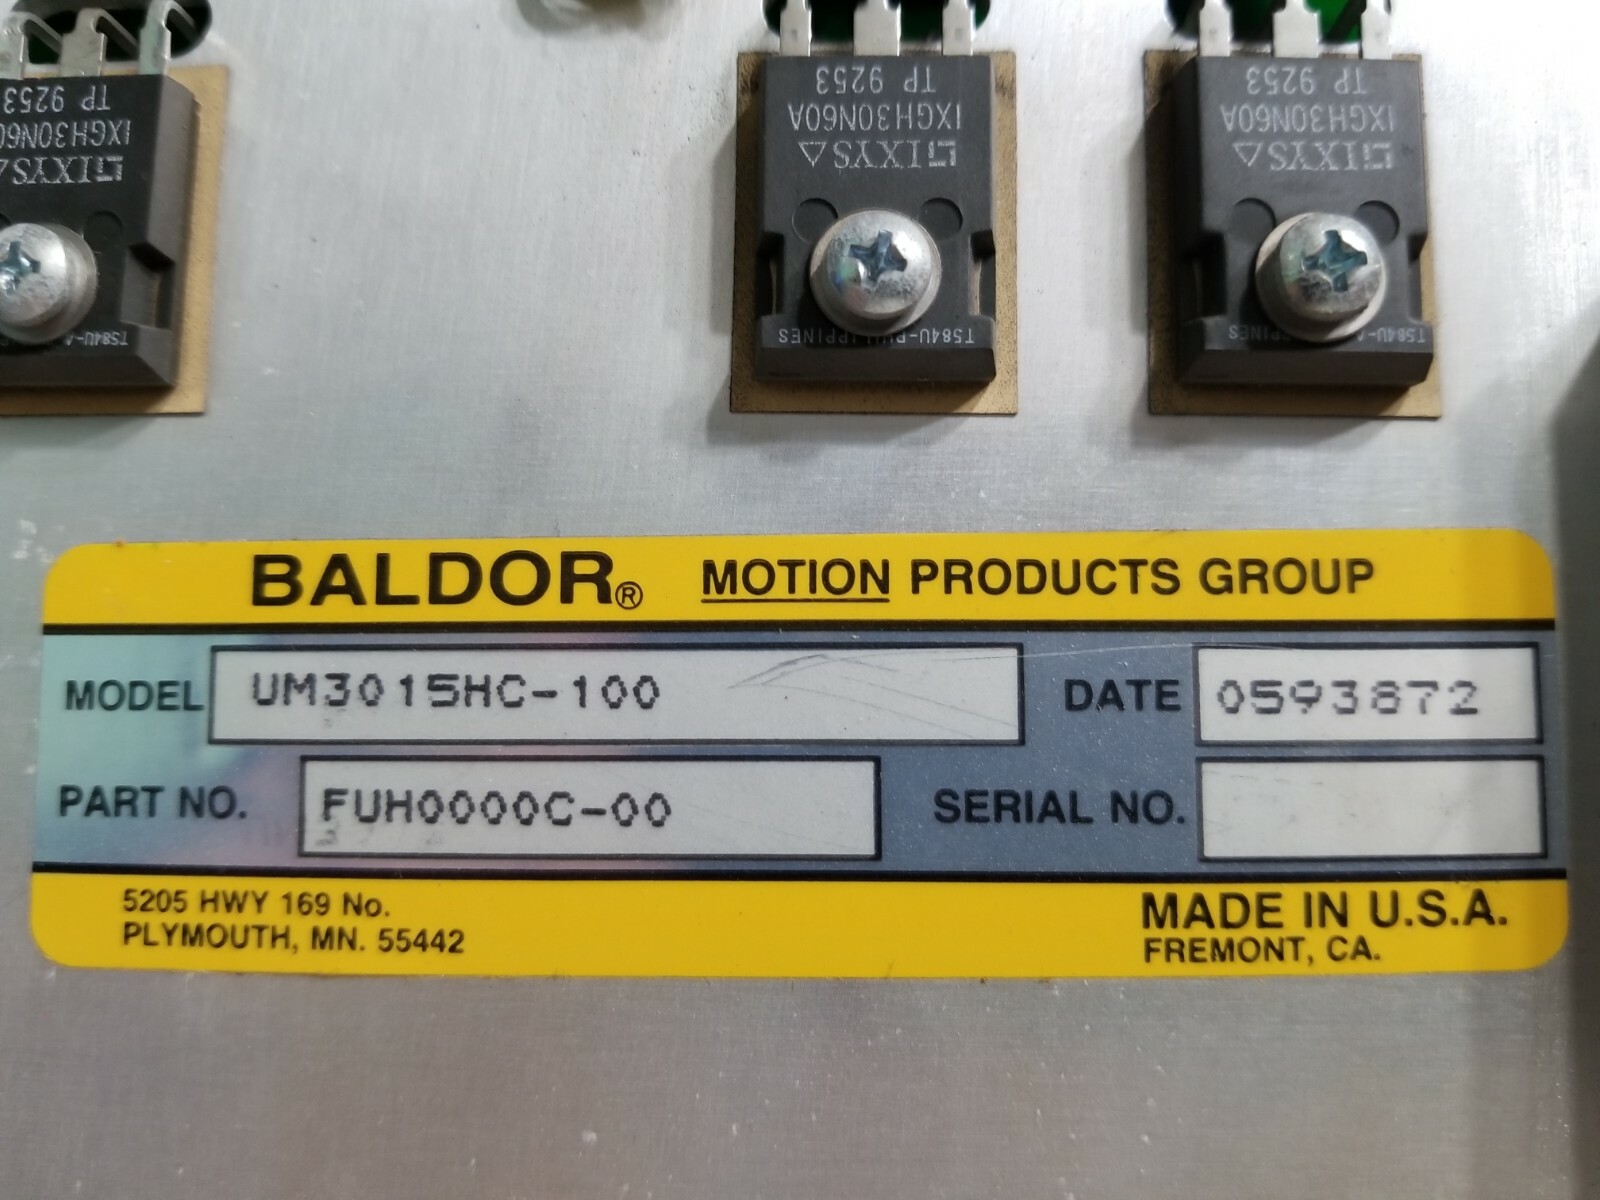 TP 9253
IXGH30N60
IXYS
TP 9253
IXGH30N60A
IXYS
T584U-PHILIPPINES
TP 9253
IXGH30N60A
IXYS
BALDOR® MOTION PRODUCTS GROUP
MODEL UM3015HC-100 DATE 0593872
PART NO. FUH0000C-00 SERIAL NO.
5205 HWY 169 No.
PLYMOUTH, MN. 55442
MADE IN U.S.A.
FREMONT, CA.